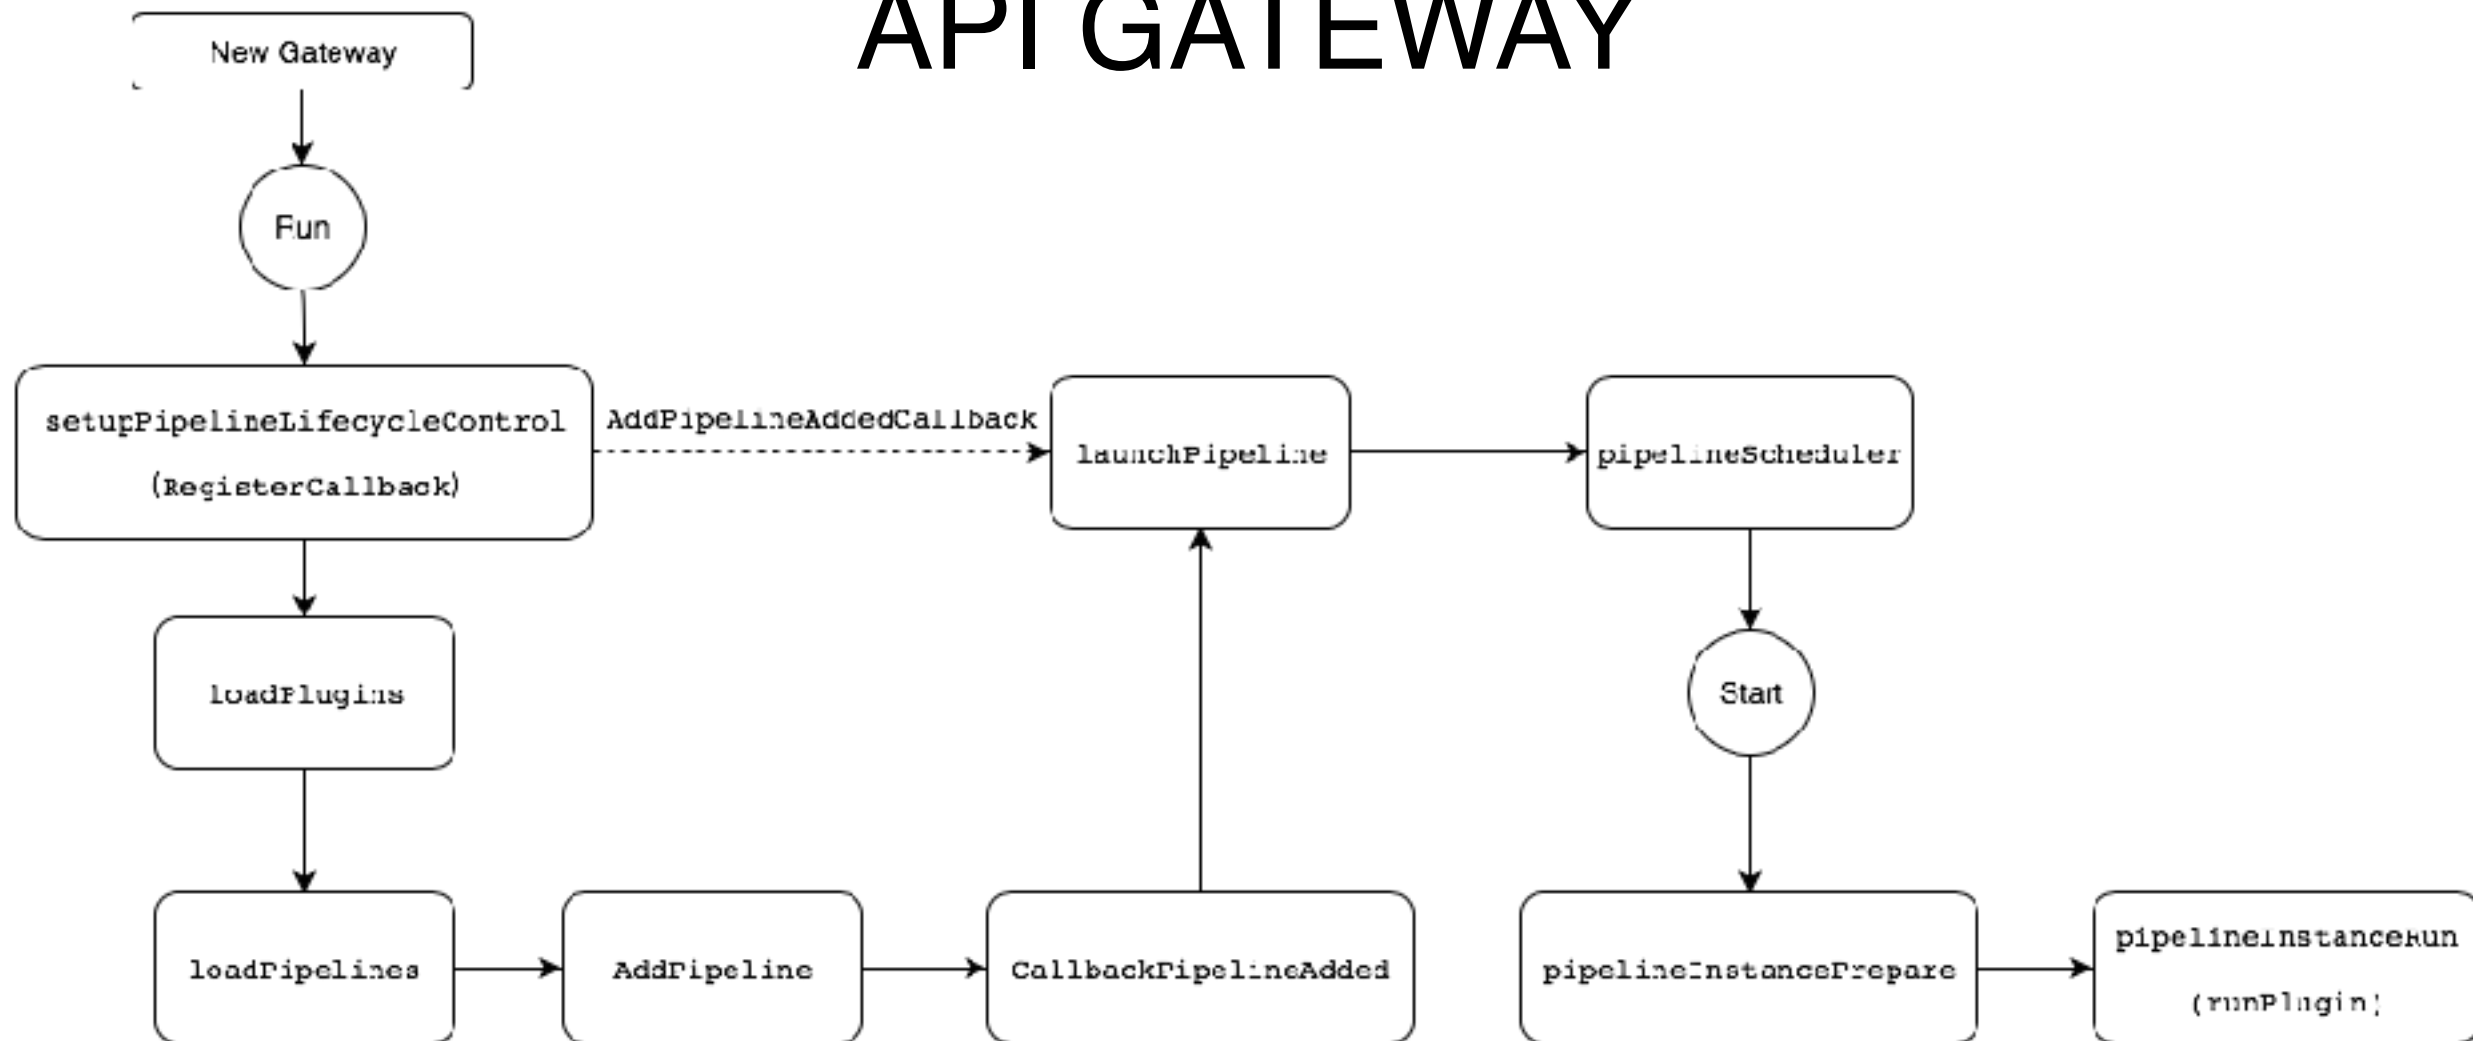 API GATEWAY
New Gateway
Run
setupPipelineLifecycleControl
(RegisterCallback)
AddPipelineAddedCallback
launchPipeline
pipelineScheduler
loadPlugins
Start
loadPipelines
AddPipeline
CallbackPipelineAdded
pipelineInstancePrepare
pipelineInstanceRun
(runPlugin)